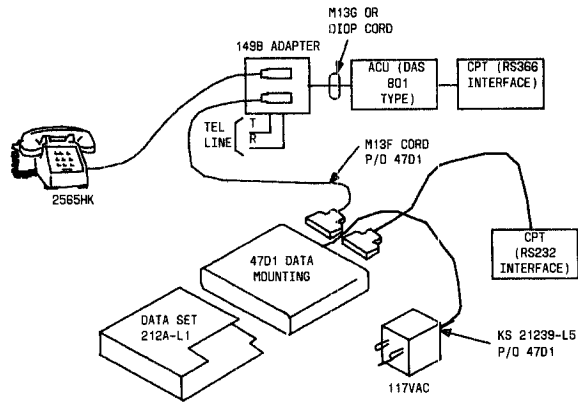 M13G OR
DIOP CORD
149B ADAPTER
ACU (DAS
801
TYPE)
CPT (RS366
INTERFACE)
TEL
LINE
T
R
M13F CORD
P/O 47D1
2565HK
47D1 DATA
MOUNTING
CPT
(RS232
INTERFACE)
DATA SET
212A-L1
KS 21239-L5
P/O 47D1
117VAC